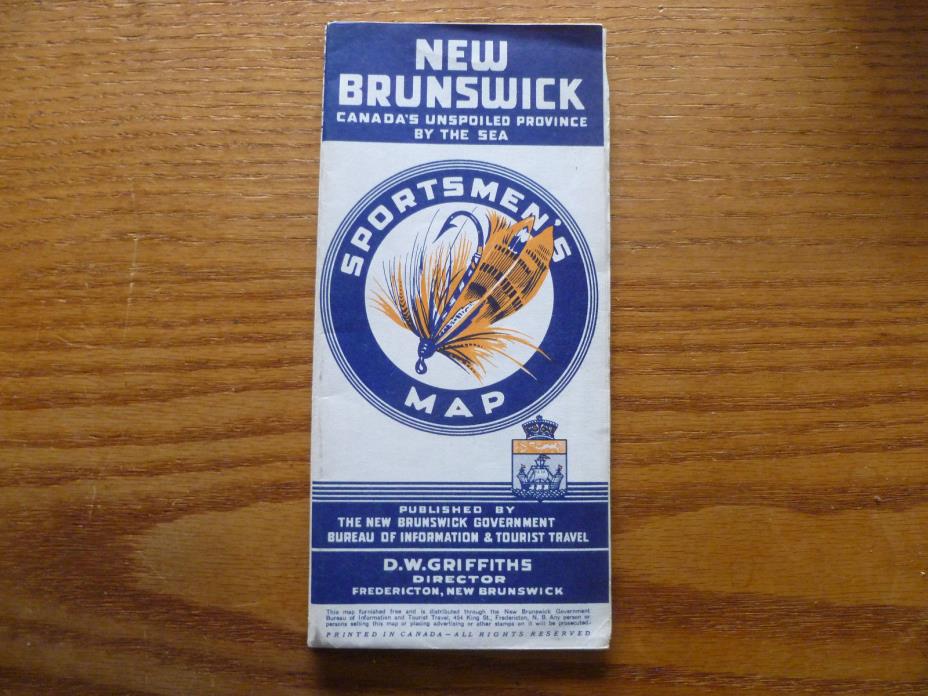 NEW
BRUNSWICK
CANADA'S UNSPOILED PROVINCE
BY THE SEA
SPORTSMEN'S
MAP
PUBLISHED BY
THE NEW BRUNSWICK GOVERNMENT
BUREAU OF INFORMATION & TOURIST TRAVEL
D.W.GRIFFITHS
DIRECTOR
FREDERICTON, NEW BRUNSWICK
This map furnished free and is distributed through the New Brunswick Government
Bureau of Information and Tourist Travel, 454 King St., Fredericton, N. B. Any person or
persons selling this map or placing advertising or other stamps on it will be prosecuted.
PRINTED IN CANADA—ALL RIGHTS RESERVED